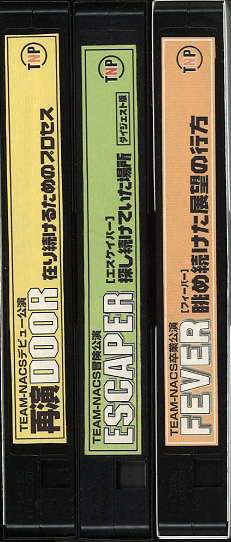 TNP
TEAM-NACSデビュー公演
再演DOOR 在り続けるためのプロセス
TNP
TEAM-NACS冒険公演
ESCAPER [エスケイパー] 探し続けていた場所 ダイジェスト版
TNP
TEAM-NACS卒業公演
FEVER [フィーバー] 眺め続けた展望の行方